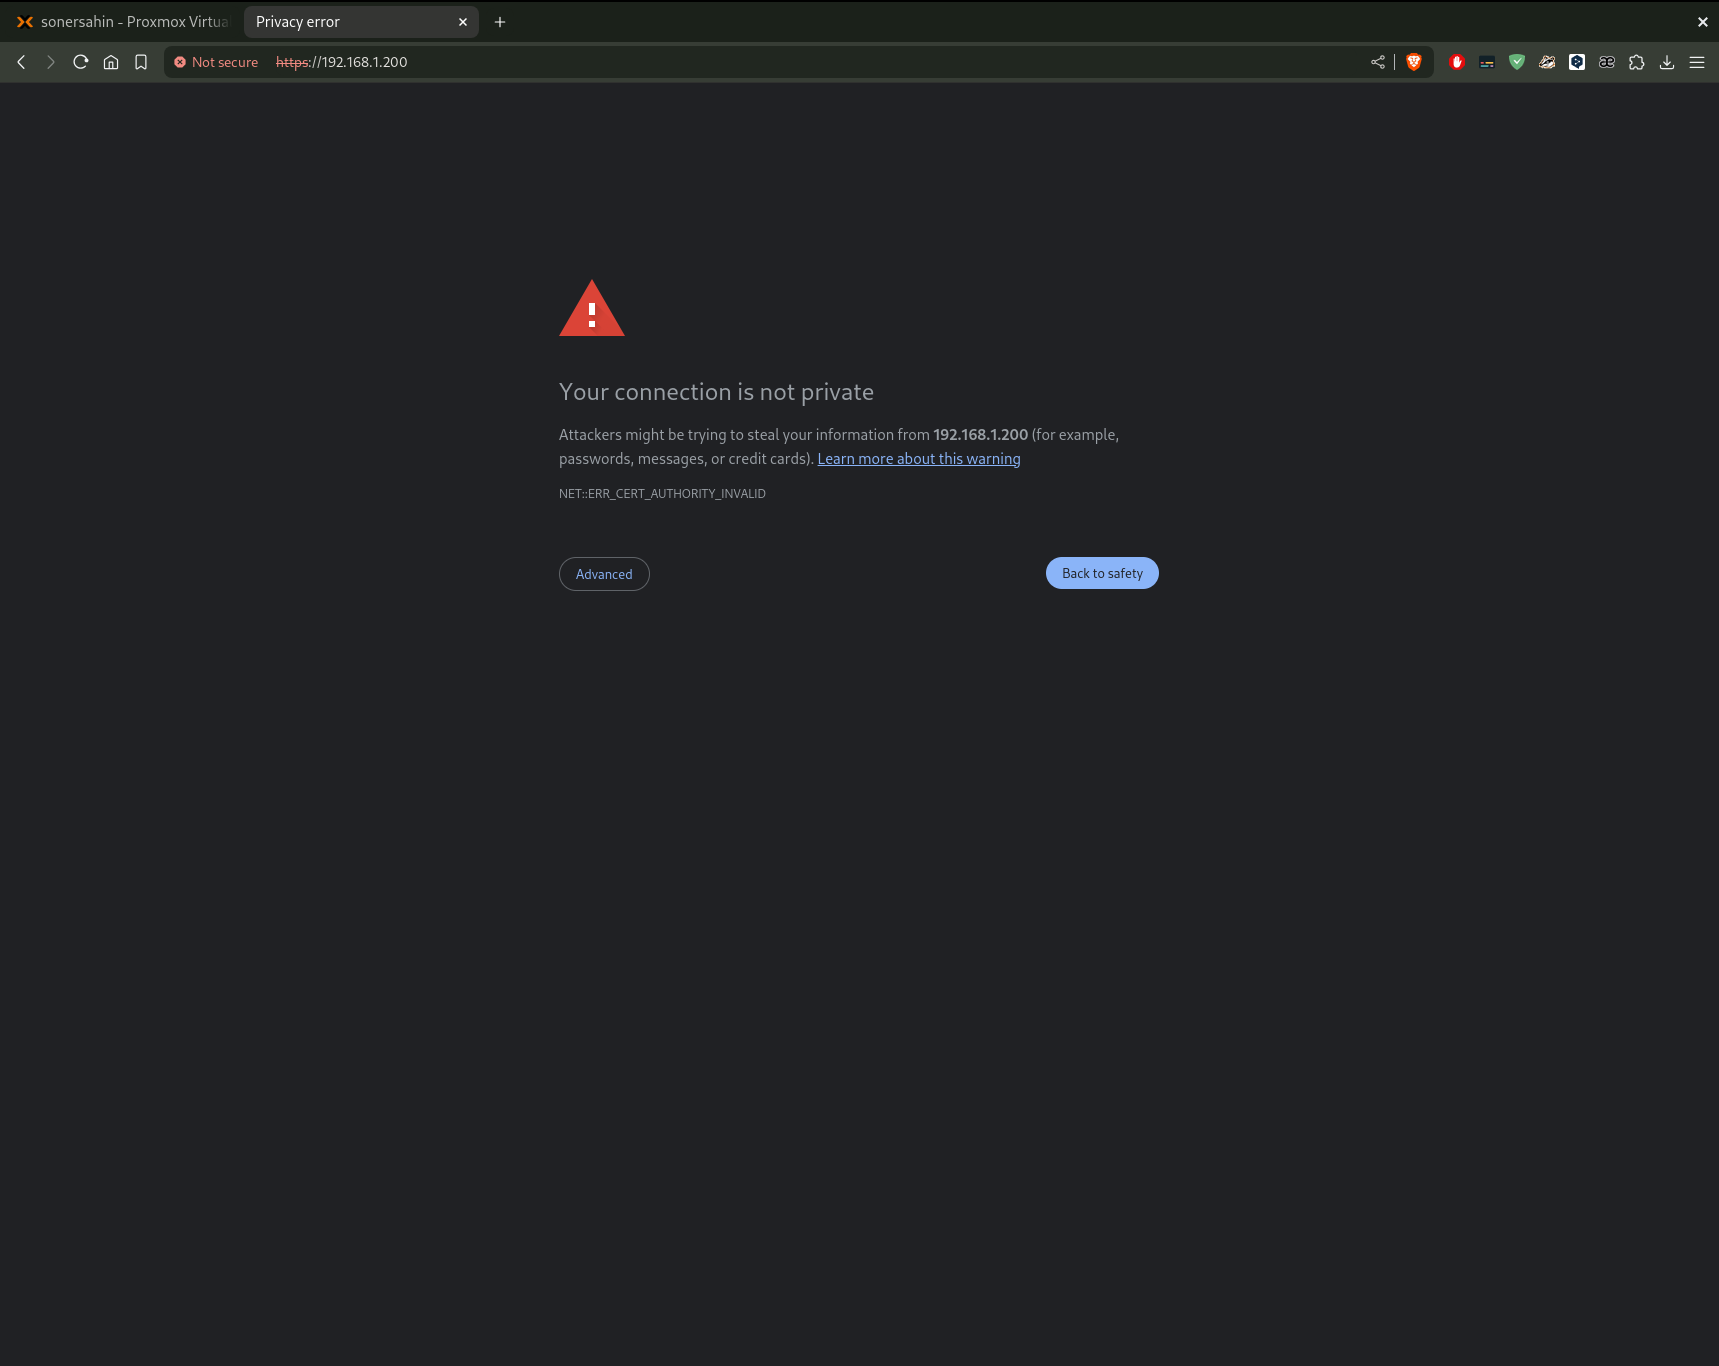 sonersahin - Proxmox Virtua
Privacy error
Not secure https://192.168.1.200
Your connection is not private
Attackers might be trying to steal your information from 192.168.1.200 (for example,
passwords, messages, or credit cards). Learn more about this warning
NET::ERR_CERT_AUTHORITY_INVALID
Advanced
Back to safety